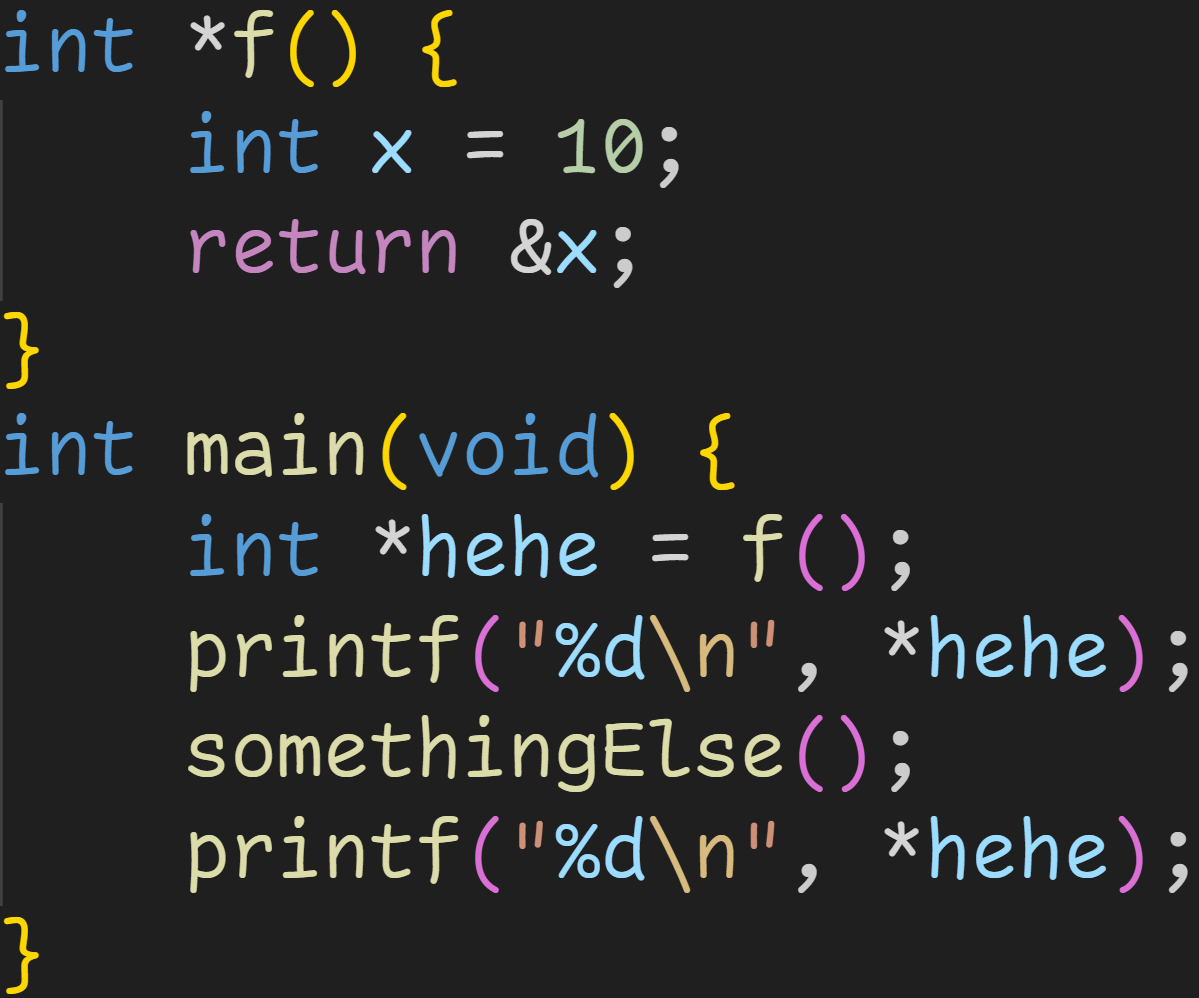 int *f() {
    int x = 10;
    return &x;
}
int main(void) {
    int *hehe = f();
    printf("%d\n", *hehe);
    somethingElse();
    printf("%d\n", *hehe);
}